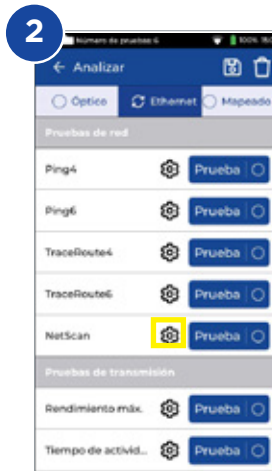 2
Número de pruebas: 6 100%
Analizar
Óptico Ethernet Mapeado
Pruebas de red
Ping4 Prueba
Ping6 Prueba
TraceRoute4 Prueba
TraceRoute6 Prueba
NetScan Prueba
Pruebas de transmisión
Rendimiento máx. Prueba
Tiempo de activid... Prueba